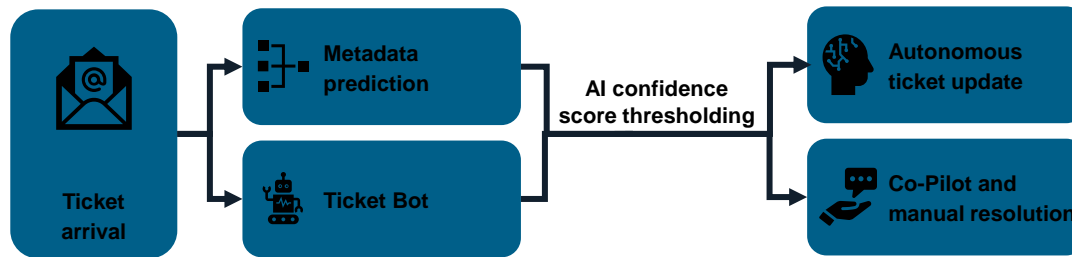 Ticket
arrival
Metadata
prediction
Ticket Bot
AI confidence
score thresholding
Autonomous
ticket update
Co-Pilot and
manual resolution